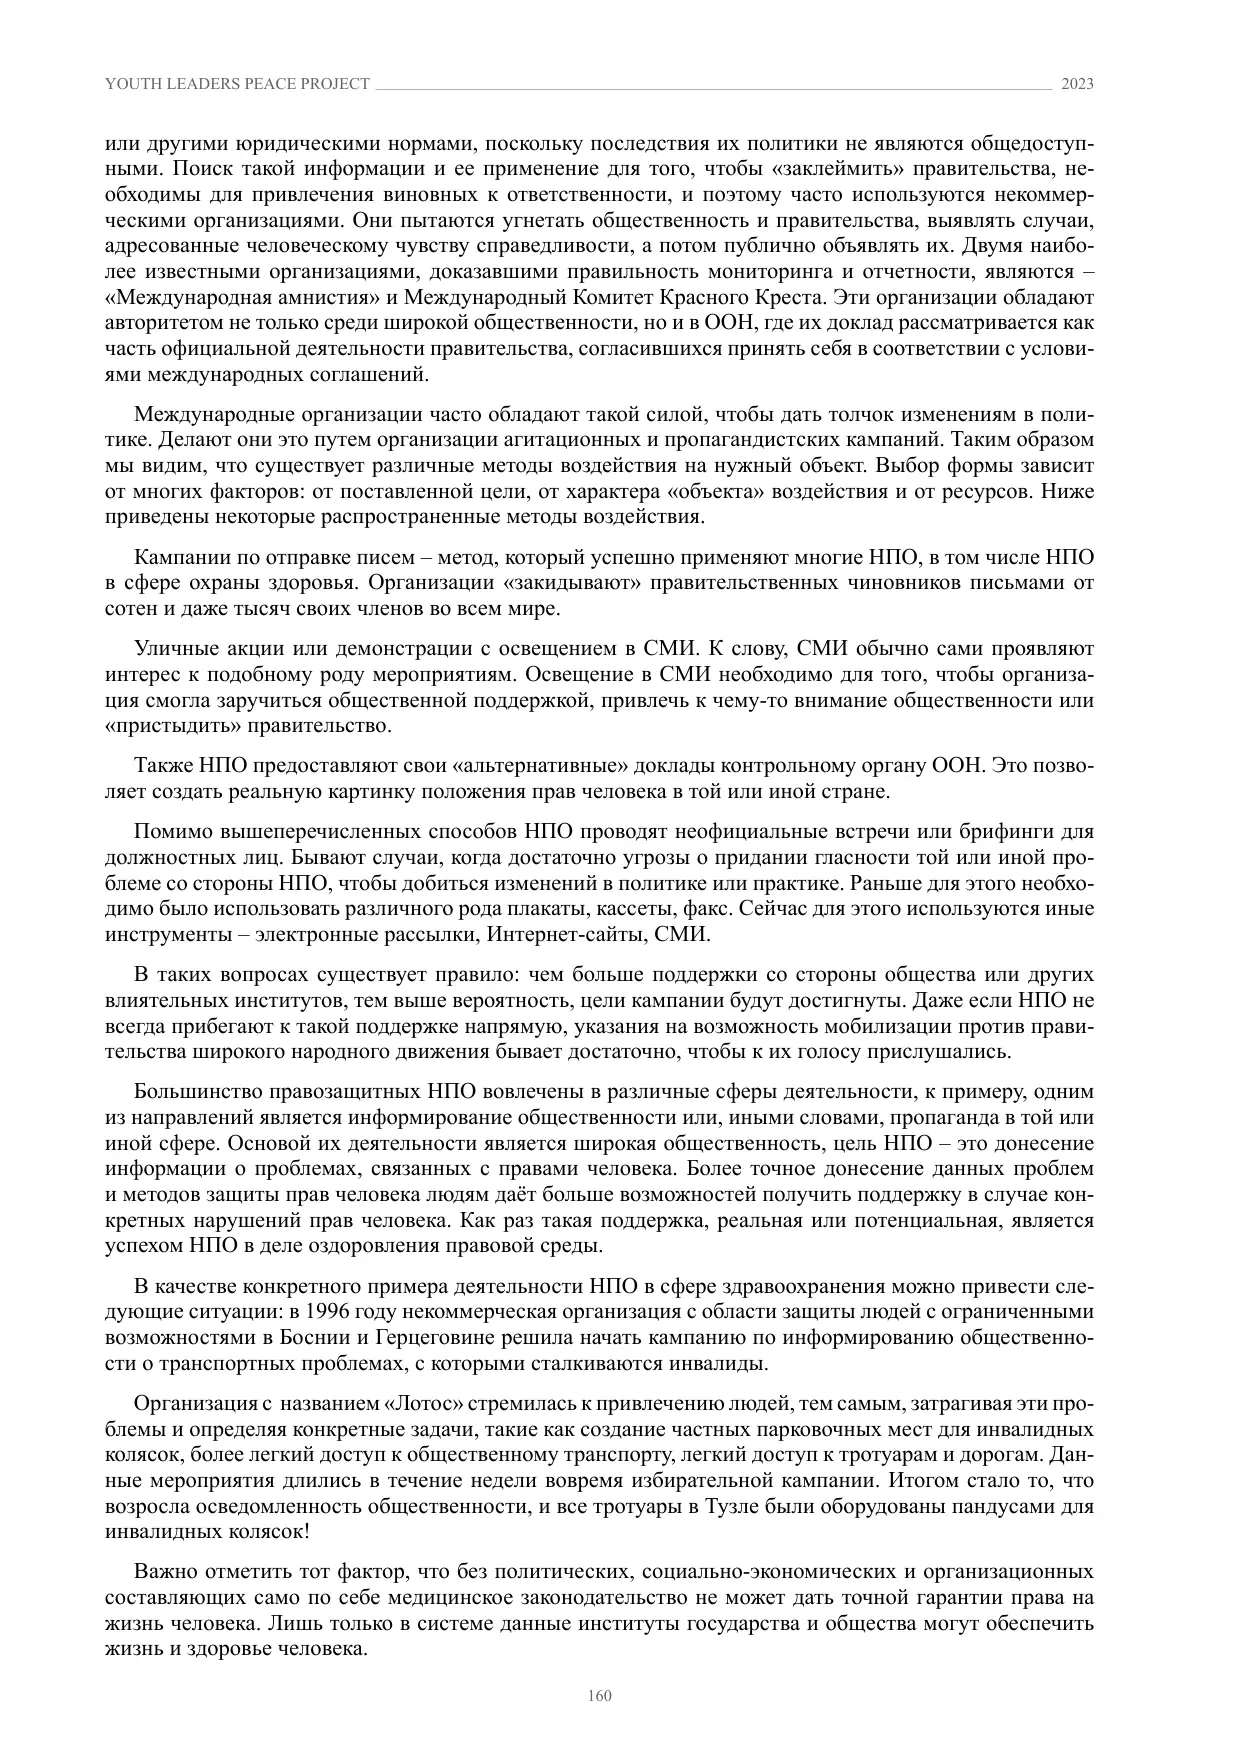 YOUTH LEADERS PEACE PROJECT 2023
или другими юридическими нормами, поскольку последствия их политики не являются общедоступ-
ными. Поиск такой информации и ее применение для того, чтобы «заклеймить» правительства, не-
обходимы для привлечения виновных к ответственности, и поэтому часто используются некоммер-
ческими организациями. Они пытаются угнетать общественность и правительства, выявлять случаи,
адресованные человеческому чувству справедливости, а потом публично объявлять их. Двумя наибо-
лее известными организациями, доказавшими правильность мониторинга и отчетности, являются –
«Международная амнистия» и Международный Комитет Красного Креста. Эти организации обладают
авторитетом не только среди широкой общественности, но и в ООН, где их доклад рассматривается как
часть официальной деятельности правительства, согласившихся принять себя в соответствии с услови-
ями международных соглашений.
Международные организации часто обладают такой силой, чтобы дать толчок изменениям в поли-
тике. Делают они это путем организации агитационных и пропагандистских кампаний. Таким образом
мы видим, что существует различные методы воздействия на нужный объект. Выбор формы зависит
от многих факторов: от поставленной цели, от характера «объекта» воздействия и от ресурсов. Ниже
приведены некоторые распространенные методы воздействия.
Кампании по отправке писем – метод, который успешно применяют многие НПО, в том числе НПО
в сфере охраны здоровья. Организации «закидывают» правительственных чиновников письмами от
сотен и даже тысяч своих членов во всем мире.
Уличные акции или демонстрации с освещением в СМИ. К слову, СМИ обычно сами проявляют
интерес к подобному роду мероприятиям. Освещение в СМИ необходимо для того, чтобы организа-
ция смогла заручиться общественной поддержкой, привлечь к чему-то внимание общественности или
«пристыдить» правительство.
Также НПО предоставляют свои «альтернативные» доклады контрольному органу ООН. Это позво-
ляет создать реальную картинку положения прав человека в той или иной стране.
Помимо вышеперечисленных способов НПО проводят неофициальные встречи или брифинги для
должностных лиц. Бывают случаи, когда достаточно угрозы о придании гласности той или иной про-
блеме со стороны НПО, чтобы добиться изменений в политике или практике. Раньше для этого необхо-
димо было использовать различного рода плакаты, кассеты, факс. Сейчас для этого используются иные
инструменты – электронные рассылки, Интернет-сайты, СМИ.
В таких вопросах существует правило: чем больше поддержки со стороны общества или других
влиятельных институтов, тем выше вероятность, цели кампании будут достигнуты. Даже если НПО не
всегда прибегают к такой поддержке напрямую, указания на возможность мобилизации против прави-
тельства широкого народного движения бывает достаточно, чтобы к их голосу прислушались.
Большинство правозащитных НПО вовлечены в различные сферы деятельности, к примеру, одним
из направлений является информирование общественности или, иными словами, пропаганда в той или
иной сфере. Основой их деятельности является широкая общественность, цель НПО – это донесение
информации о проблемах, связанных с правами человека. Более точное донесение данных проблем
и методов защиты прав человека людям даёт больше возможностей получить поддержку в случае кон-
кретных нарушений прав человека. Как раз такая поддержка, реальная или потенциальная, является
успехом НПО в деле оздоровления правовой среды.
В качестве конкретного примера деятельности НПО в сфере здравоохранения можно привести сле-
дующие ситуации: в 1996 году некоммерческая организация с области защиты людей с ограниченными
возможностями в Боснии и Герцеговине решила начать кампанию по информированию общественно-
сти о транспортных проблемах, с которыми сталкиваются инвалиды.
Организация с названием «Лотос» стремилась к привлечению людей, тем самым, затрагивая эти про-
блемы и определяя конкретные задачи, такие как создание частных парковочных мест для инвалидных
колясок, более легкий доступ к общественному транспорту, легкий доступ к тротуарам и дорогам. Дан-
ные мероприятия длились в течение недели вовремя избирательной кампании. Итогом стало то, что
возросла осведомленность общественности, и все тротуары в Тузле были оборудованы пандусами для
инвалидных колясок!
Важно отметить тот фактор, что без политических, социально-экономических и организационных
составляющих само по себе медицинское законодательство не может дать точной гарантии права на
жизнь человека. Лишь только в системе данные институты государства и общества могут обеспечить
жизнь и здоровье человека.
160